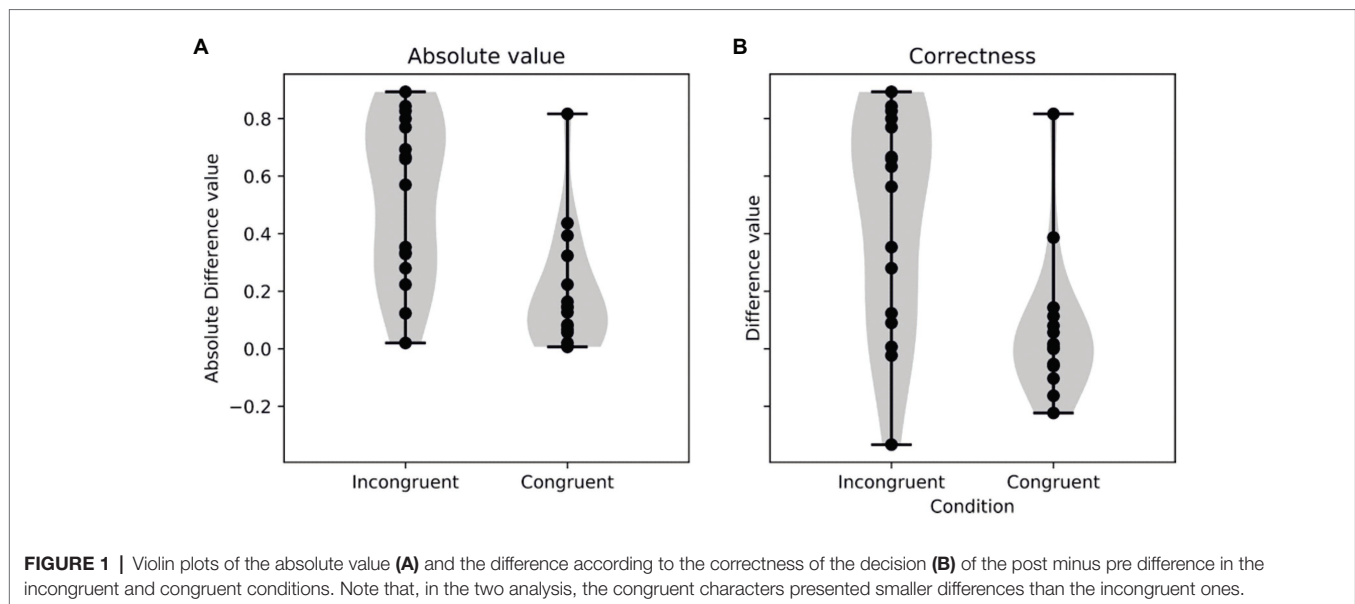 A
Absolute value
Absolute Difference value
0.8
0.6
0.4
0.2
0.0
−0.2
Incongruent Congruent
B
Correctness
Difference value
Incongruent Congruent
Condition
FIGURE 1 | Violin plots of the absolute value (A) and the difference according to the correctness of the decision (B) of the post minus pre difference in the
incongruent and congruent conditions. Note that, in the two analysis, the congruent characters presented smaller differences than the incongruent ones.